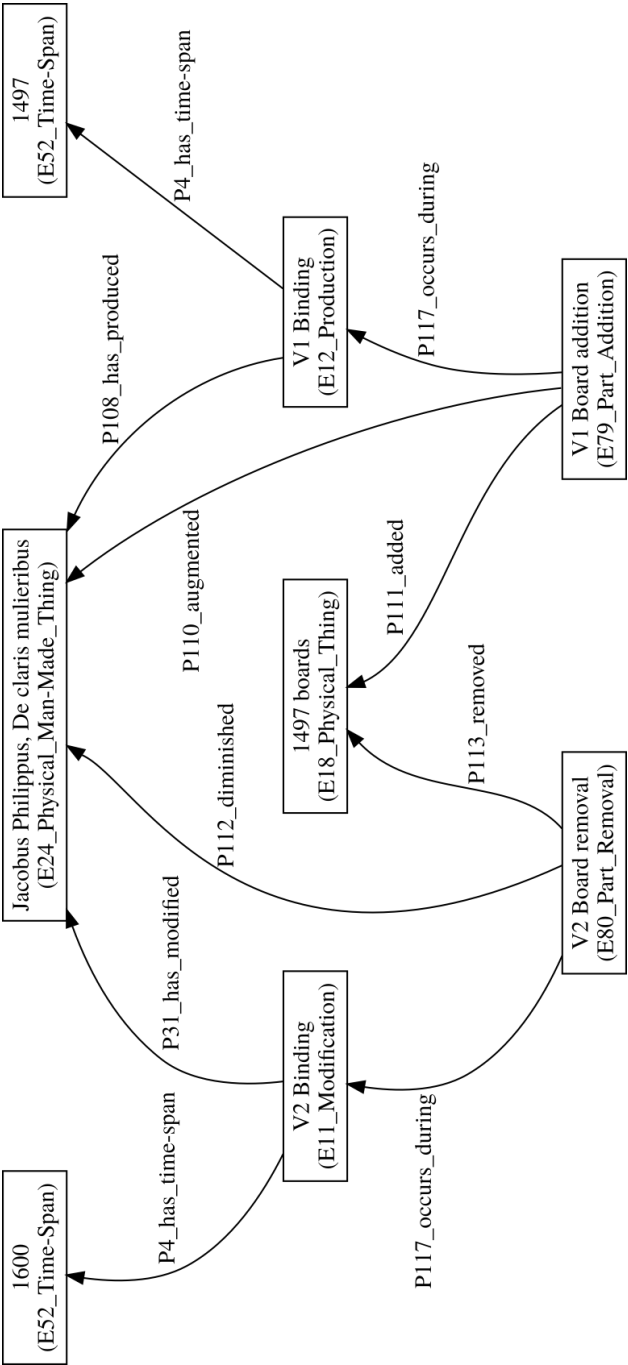 1600
(E52_Time-Span)
Jacobus Philippus, De claris mulieribus
(E24_Physical_Man-Made_Thing)
1497
(E52_Time-Span)
P4_has_time-span
P31_has_modified
P112_diminished
P110_augmented
P108_has_produced
P4_has_time-span
V2 Binding
(E11_Modification)
1497 boards
(E18_Physical_Thing)
V1 Binding
(E12_Production)
P117_occurs_during
P113_removed
P111_added
P117_occurs_during
V2 Board removal
(E80_Part_Removal)
V1 Board addition
(E79_Part_Addition)